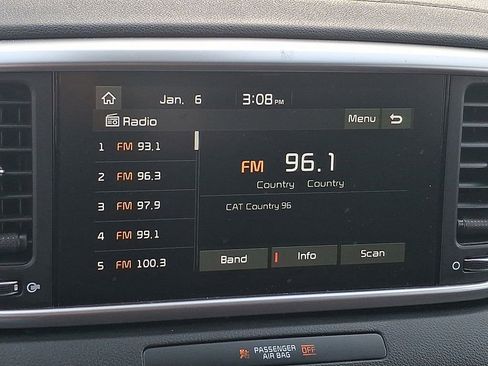 Jan. 6 3:08 PM
Radio Menu
1 FM 93.1
2 FM 96.3
3 FM 97.9
4 FM 99.1
5 FM 100.3
FM 96.1
Country Country
CAT Country 96
Band Info Scan
PASSENGER
AIR BAG OFF